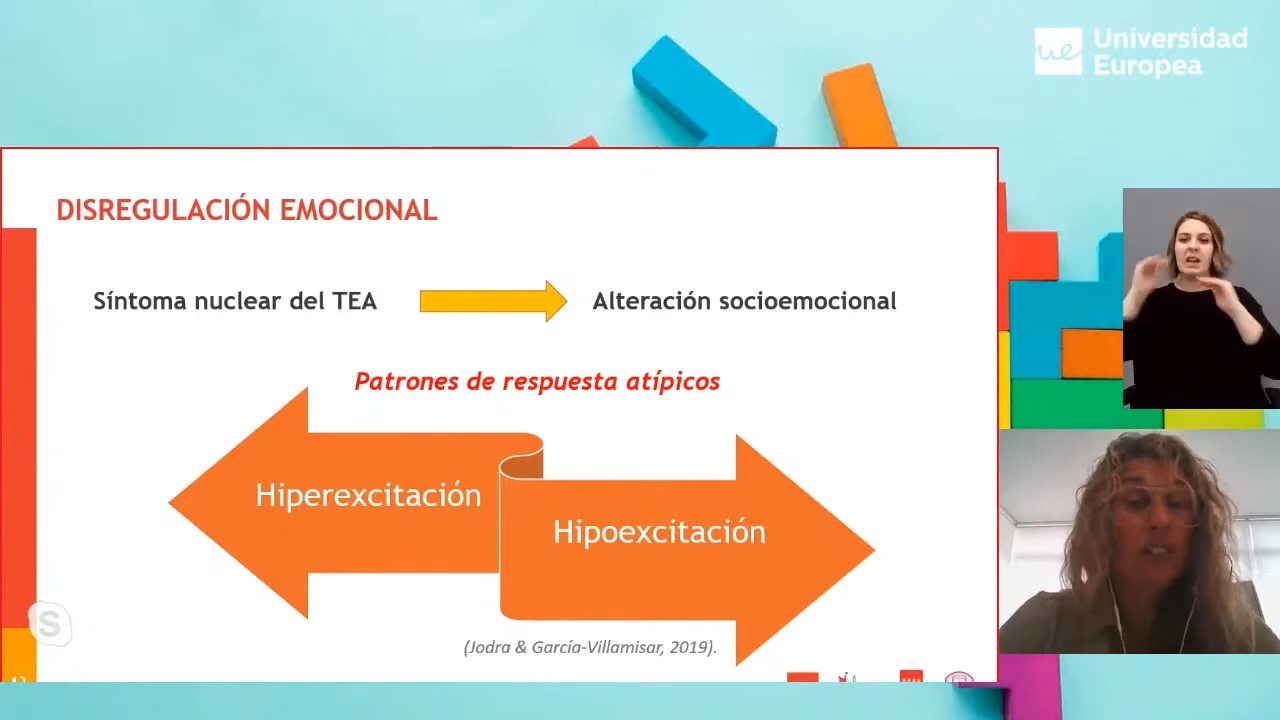 Universidad
Europea
ue
DISREGULACIÓN EMOCIONAL
Síntoma nuclear del TEA
Alteración socioemocional
Patrones de respuesta atípicos
Hiperexcitación
Hipoexcitación
S
(Jodra & García-Villamisar, 2019).